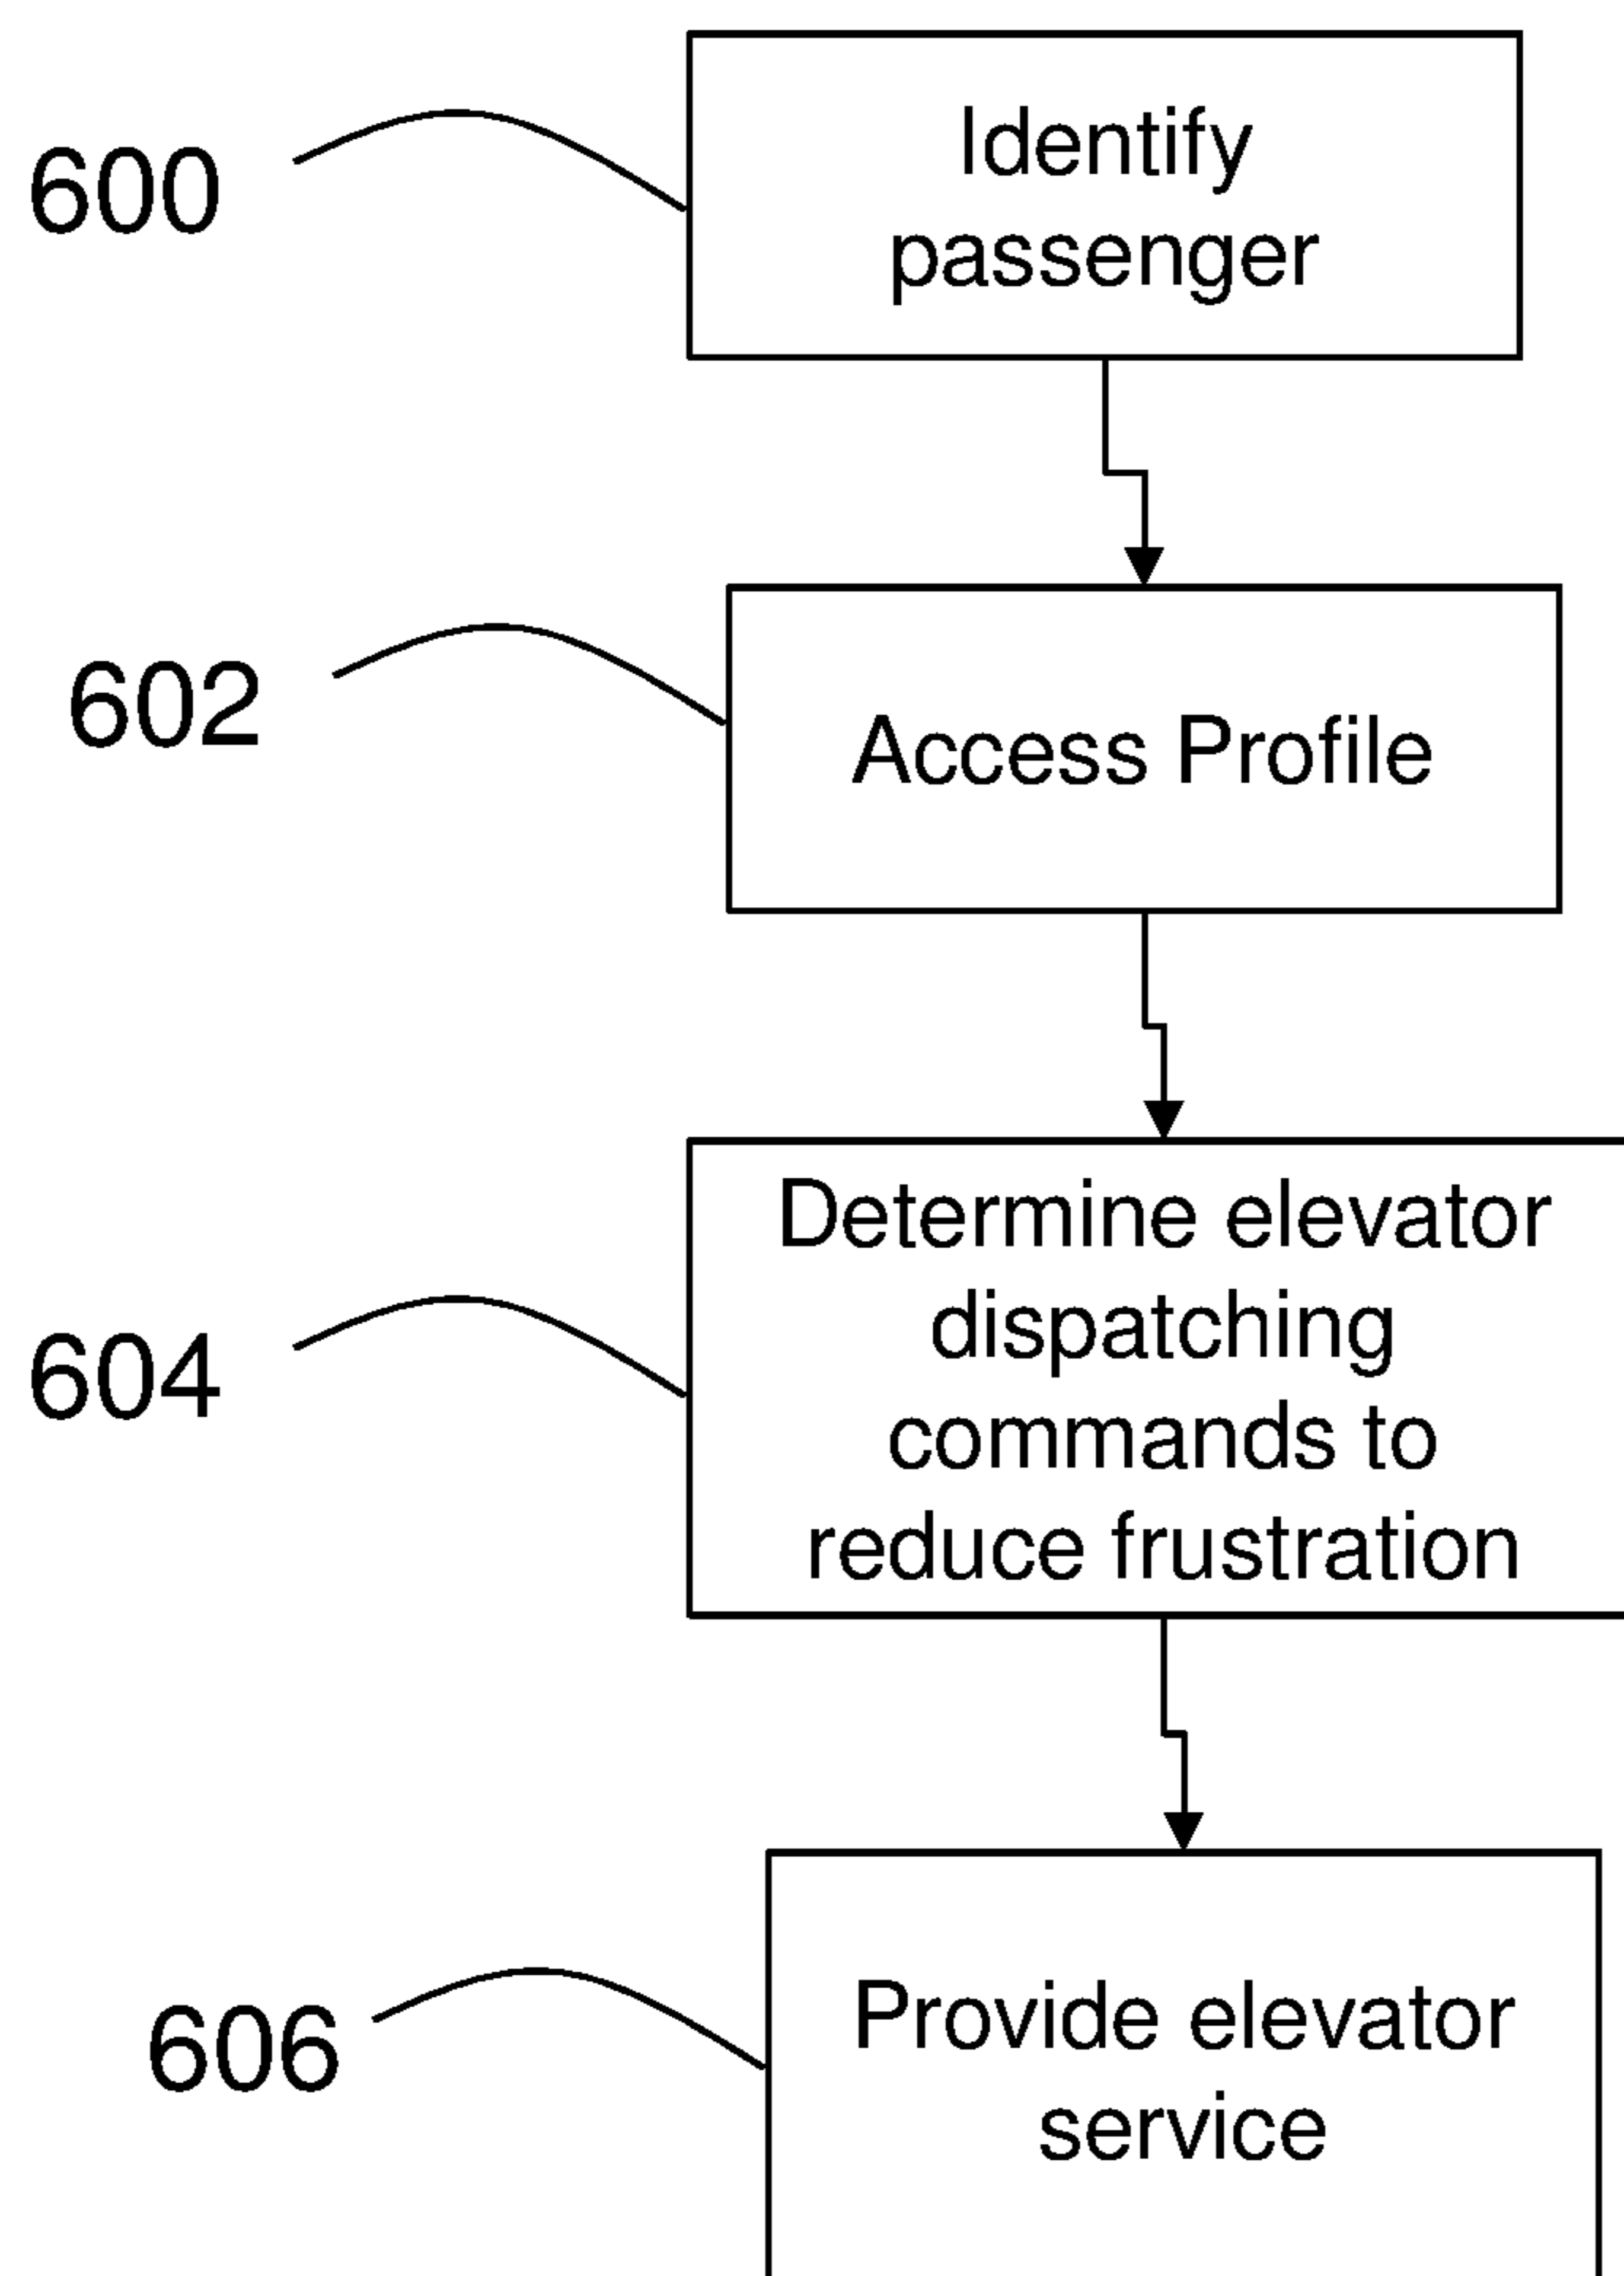 600
Identify
passenger
602
Access Profile
604
Determine elevator
dispatching
commands to
reduce frustration
606
Provide elevator
service